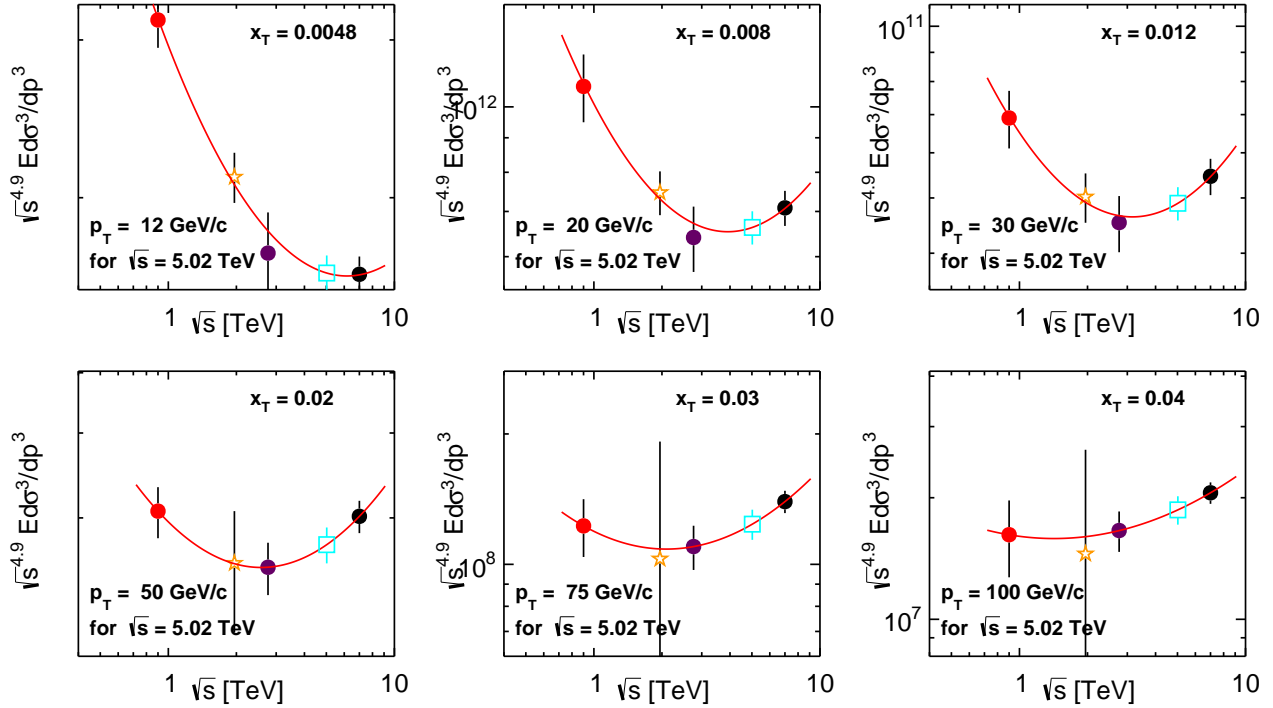 √s^4.9 Edσ^3/dp^3
x_T = 0.0048
p_T = 12 GeV/c
for √s = 5.02 TeV
1 10
√s [TeV]
√s^4.9 Edσ^3/dp^3
10^12
x_T = 0.008
p_T = 20 GeV/c
for √s = 5.02 TeV
1 10
√s [TeV]
√s^4.9 Edσ^3/dp^3
10^11
x_T = 0.012
p_T = 30 GeV/c
for √s = 5.02 TeV
1 10
√s [TeV]
√s^4.9 Edσ^3/dp^3
x_T = 0.02
p_T = 50 GeV/c
for √s = 5.02 TeV
1 10
√s [TeV]
√s^4.9 Edσ^3/dp^3
10^8
x_T = 0.03
p_T = 75 GeV/c
for √s = 5.02 TeV
1 10
√s [TeV]
√s^4.9 Edσ^3/dp^3
10^7
x_T = 0.04
p_T = 100 GeV/c
for √s = 5.02 TeV
1 10
√s [TeV]